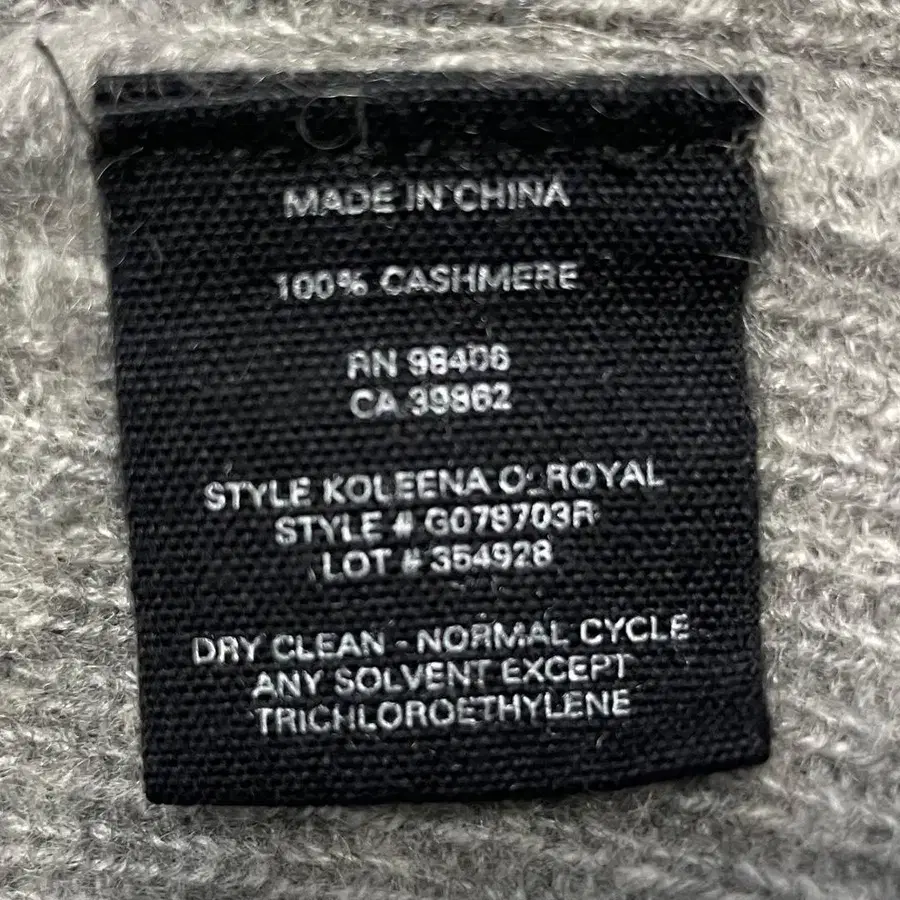 MADE IN CHINA
100% CASHMERE
RN 98406
CA 39862
STYLE KOLEENA O_ROYAL
STYLE # G078703R
LOT # 354928
DRY CLEAN - NORMAL CYCLE
ANY SOLVENT EXCEPT
TRICHLOROETHYLENE